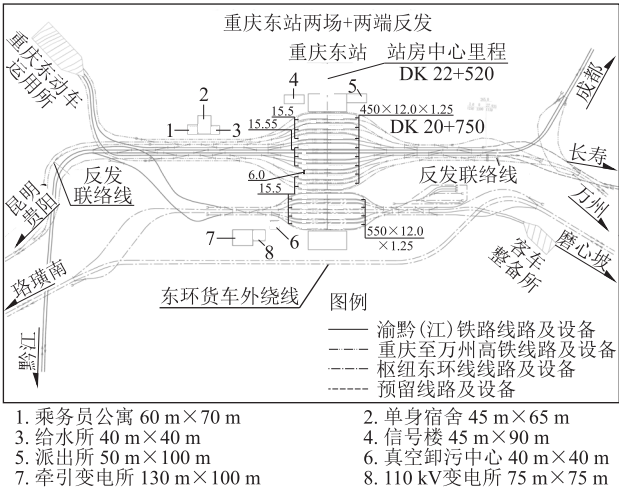 重庆东站两场+两端反发
重庆东站
站房中心里程
DK 22+520
重庆东动车
运用所
4
5
2
1
3
15.5
15.55
450×12.0×1.25
DK 20+750
成都
长寿
万州
反发
联络线
反发联络线
昆明、
贵阳
6.0
15.5
550×12.0
×1.25
7
8
6
客车
整备所
磨心坡
珞璜南
东环货车外绕线
黔江
图例
渝黔(江)铁路线路及设备
重庆至万州高铁线路及设备
枢纽东环线线路及设备
预留线路及设备
1. 乘务员公寓 60 m×70 m
2. 单身宿舍 45 m×65 m
3. 给水所 40 m×40 m
4. 信号楼 45 m×90 m
5. 派出所 50 m×100 m
6. 真空卸污中心 40 m×40 m
7. 牵引变电所 130 m×100 m
8. 110 kV变电所 75 m×75 m